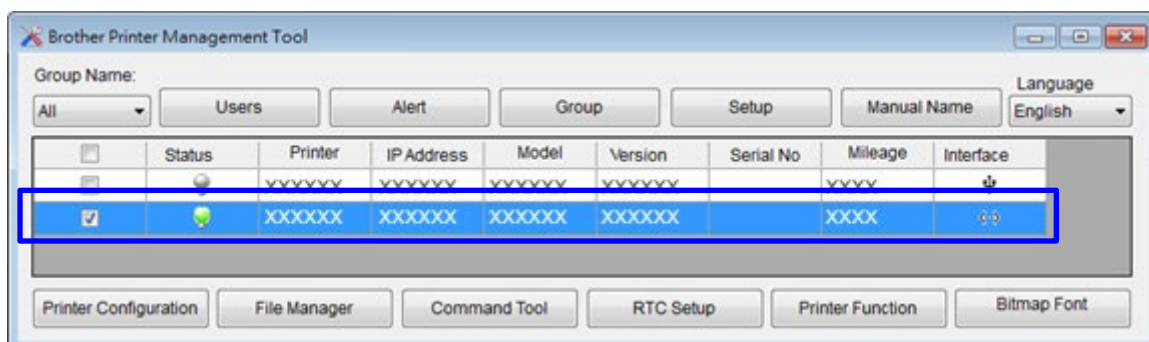 Brother Printer Management Tool
Group Name:
Language
All Users Alert Group Setup Manual Name English
Status Printer IP Address Model Version Serial No Mileage Interface
XXXXXX XXXXXX XXXXXX XXXXXX XXXX
XXXXXX XXXXXX XXXXXX XXXXXX XXXX
Printer Configuration File Manager Command Tool RTC Setup Printer Function Bitmap Font